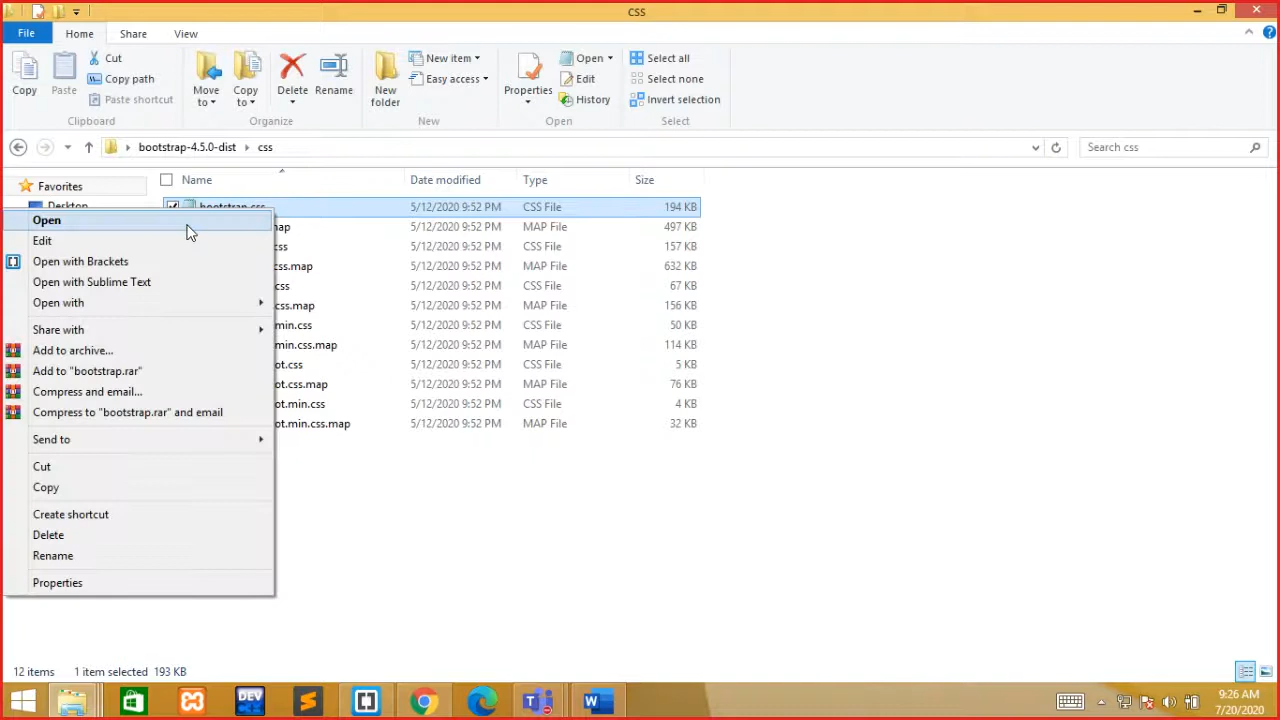 css
File
Home
Share
View
Copy
Paste
Cut
Copy path
Paste shortcut
Clipboard
Move to
Copy to
Delete
Rename
Organize
New folder
New item
Easy access
New
Properties
Open
Edit
History
Open
Select all
Select none
Invert selection
Select
bootstrap-4.5.0-dist
css
Search css
Favorites
Desktop
Name
Date modified
Type
Size
bootstrap.css 5/12/2020 9:52 PM CSS File 194 KB
map 5/12/2020 9:52 PM MAP File 497 KB
css 5/12/2020 9:52 PM CSS File 157 KB
css.map 5/12/2020 9:52 PM MAP File 632 KB
css 5/12/2020 9:52 PM CSS File 67 KB
css.map 5/12/2020 9:52 PM MAP File 156 KB
min.css 5/12/2020 9:52 PM CSS File 50 KB
min.css.map 5/12/2020 9:52 PM MAP File 114 KB
ot.css 5/12/2020 9:52 PM CSS File 5 KB
ot.css.map 5/12/2020 9:52 PM MAP File 76 KB
ot.min.css 5/12/2020 9:52 PM CSS File 4 KB
ot.min.css.map 5/12/2020 9:52 PM MAP File 32 KB
Open
Edit
Open with Brackets
Open with Sublime Text
Open with
Share with
Add to archive...
Add to "bootstrap.rar"
Compress and email...
Compress to "bootstrap.rar" and email
Send to
Cut
Copy
Create shortcut
Delete
Rename
Properties
12 items
1 item selected 193 KB
DEV
9:26 AM
7/20/2020